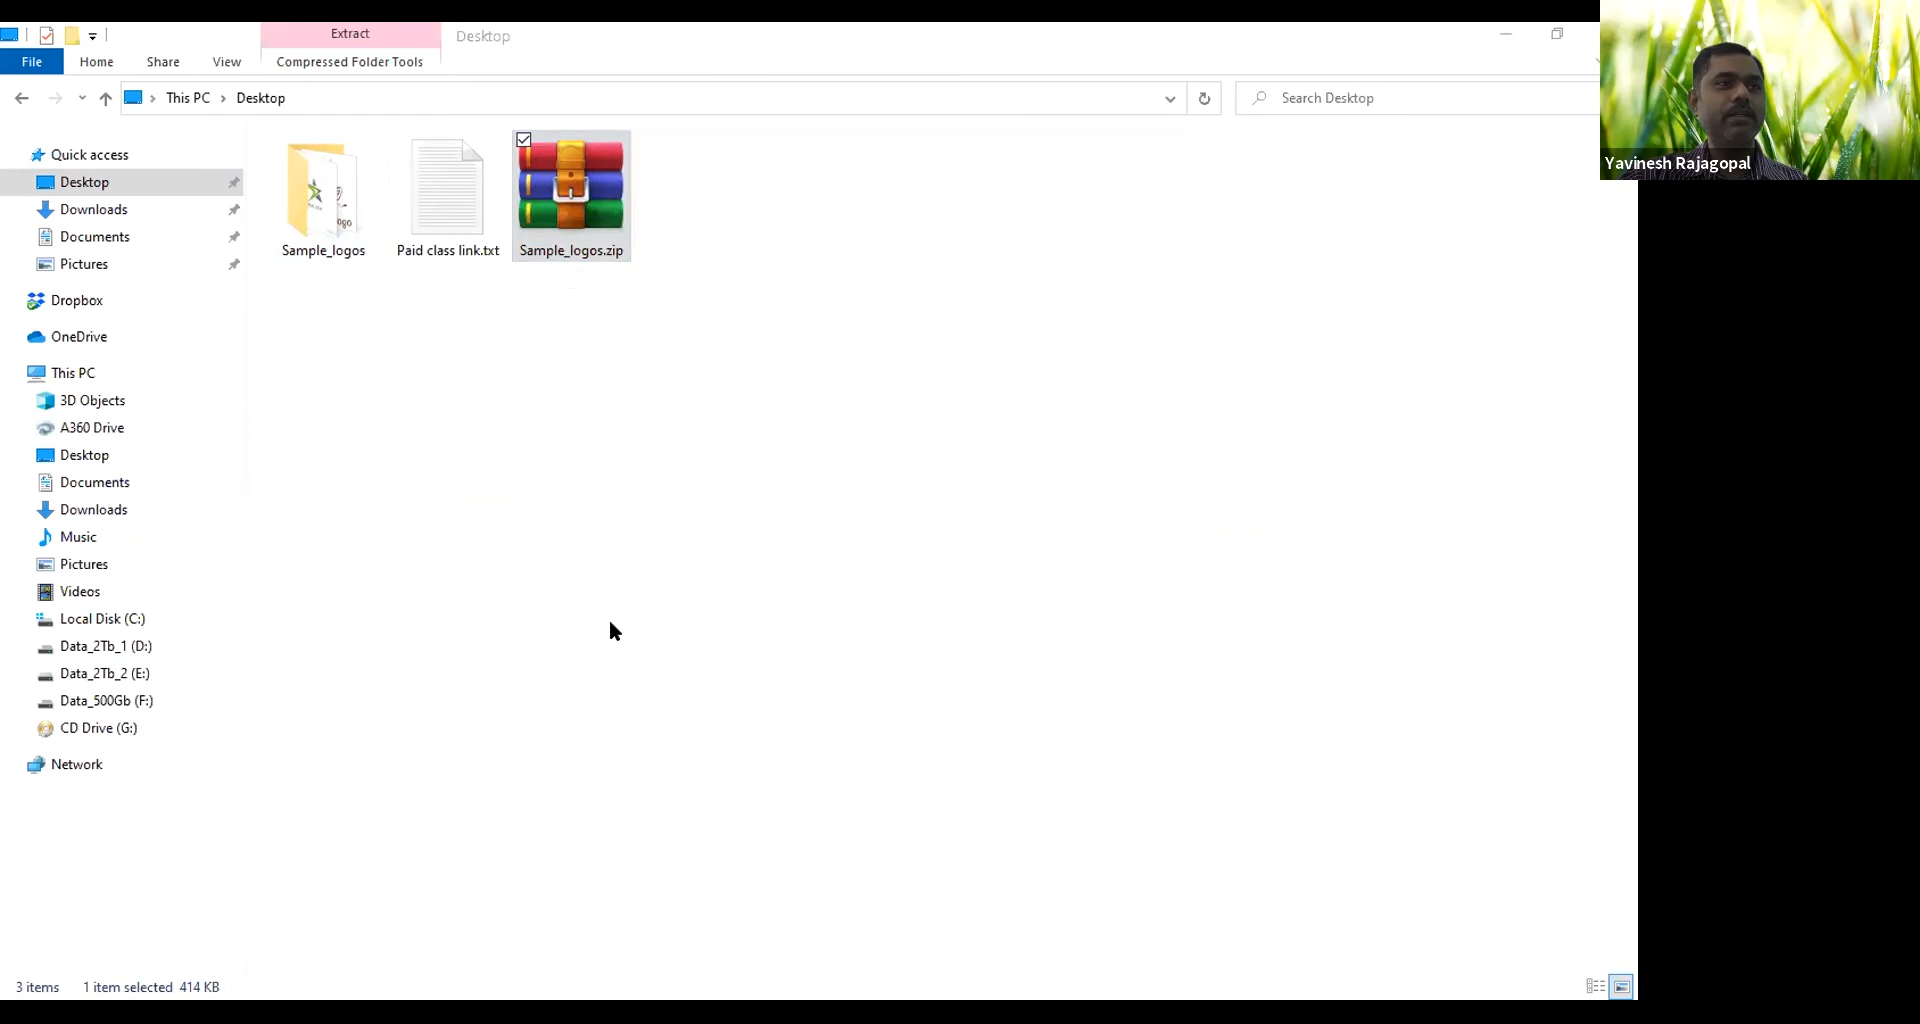 Extract
Desktop
File
Home
Share
View
Compressed Folder Tools
This PC
Desktop
Search Desktop
Yavinesh Rajagopal
Quick access
Desktop
Downloads
Documents
Pictures
Dropbox
OneDrive
This PC
3D Objects
A360 Drive
Desktop
Documents
Downloads
Music
Pictures
Videos
Local Disk (C:)
Data_2Tb_1 (D:)
Data_2Tb_2 (E:)
Data_500Gb (F:)
CD Drive (G:)
Network
Sample_logos
Paid class link.txt
Sample_logos.zip
3 items
1 item selected 414 KB